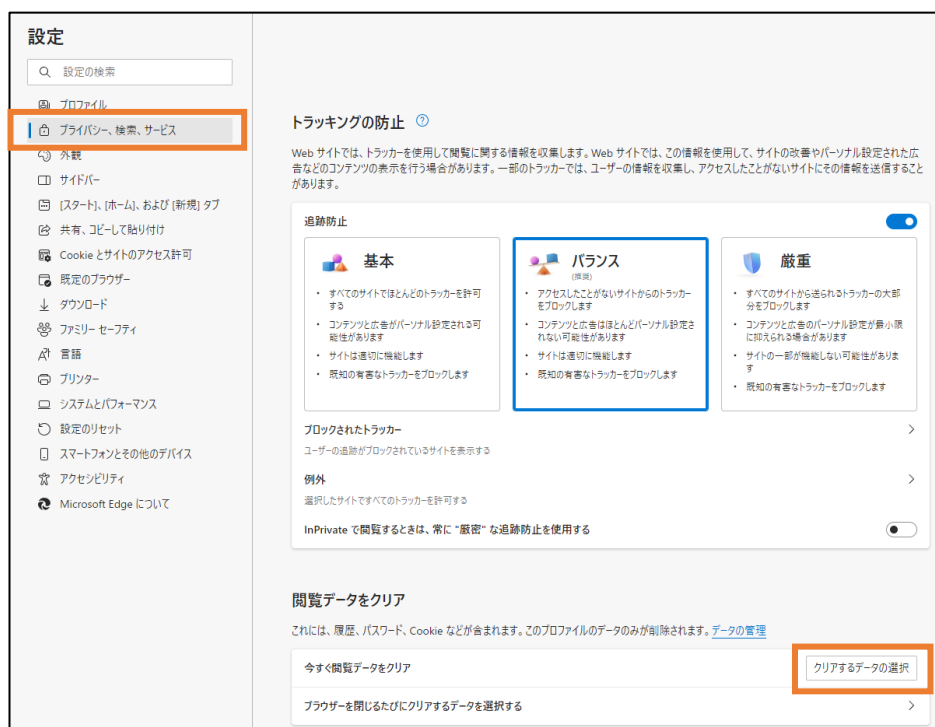 設定
設定の検索
プロファイル
プライバシー、検索、サービス
外観
サイドバー
[スタート]、[ホーム]、および [新規] タブ
共有、コピーして貼り付け
Cookie とサイトのアクセス許可
既定のブラウザー
ダウンロード
ファミリー セーフティ
言語
プリンター
システムとパフォーマンス
設定のリセット
スマートフォンとその他のデバイス
アクセシビリティ
Microsoft Edge について
トラッキングの防止
Web サイトでは、トラッカーを使用して閲覧に関する情報を収集します。Web サイトでは、この情報を使用して、サイトの改善やパーソナル設定された広
告などのコンテンツの表示を行う場合があります。一部のトラッカーでは、ユーザーの情報を収集し、アクセスしたことがないサイトにその情報を送信すること
があります。
追跡防止
基本
・ すべてのサイトでほとんどのトラッカーを許可
する
・ コンテンツと広告がパーソナル設定される可
能性があります
・ サイトは適切に機能します
・ 既知の有害なトラッカーをブロックします
バランス
(推奨)
・ アクセスしたことがないサイトからのトラッカー
をブロックします
・ コンテンツと広告はほとんどパーソナル設定さ
れない可能性があります
・ サイトは適切に機能します
・ 既知の有害なトラッカーをブロックします
厳重
・ すべてのサイトから送られるトラッカーの大部
分をブロックします
・ コンテンツと広告のパーソナル設定が最小限
に抑えられる場合があります
・ サイトの一部が機能しない可能性がありま
す
・ 既知の有害なトラッカーをブロックします
ブロックされたトラッカー
ユーザーの追跡がブロックされているサイトを表示する
例外
選択したサイトですべてのトラッカーを許可する
InPrivate で閲覧するときは、常に "厳密" な追跡防止を使用する
閲覧データをクリア
これには、履歴、パスワード、Cookie などが含まれます。このプロファイルのデータのみが削除されます。データの管理
今すぐ閲覧データをクリア
クリアするデータの選択
ブラウザーを閉じるたびにクリアするデータを選択する